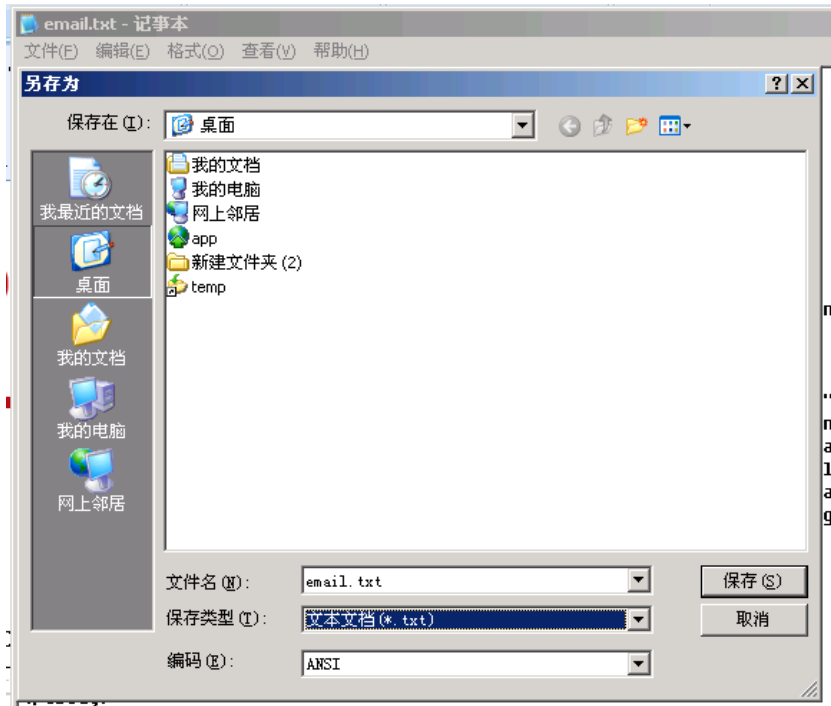 email.txt - 记事本
文件(F) 编辑(E) 格式(O) 查看(V) 帮助(H)
另存为
保存在(I): 桌面
我的文档
我的电脑
网上邻居
app
新建文件夹 (2)
temp
我最近的文档
桌面
我的文档
我的电脑
网上邻居
文件名(N): email.txt 保存(S)
保存类型(T): 文本文档(*.txt) 取消
编码(E): ANSI